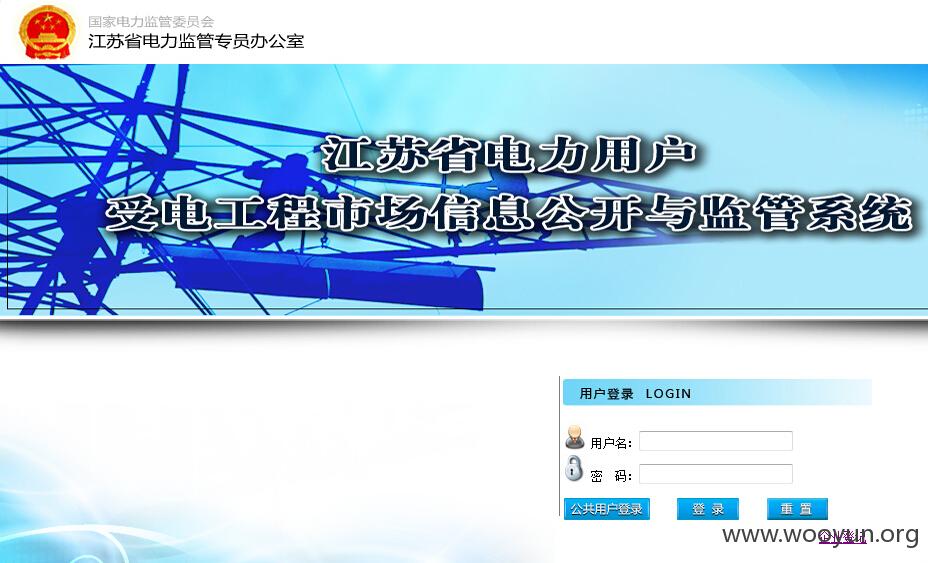 国家电力监管委员会
江苏省电力监管专员办公室
江苏省电力用户
受电工程市场信息公开与监管系统
用户登录 LOGIN
用户名:
密 码:
公共用户登录 登 录 重 置
www.wooyun.org